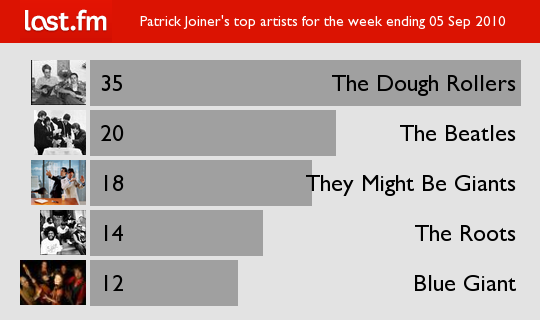 last.fm
Patrick Joiner's top artists for the week ending 05 Sep 2010
35 The Dough Rollers
20 The Beatles
18 They Might Be Giants
14 The Roots
12 Blue Giant